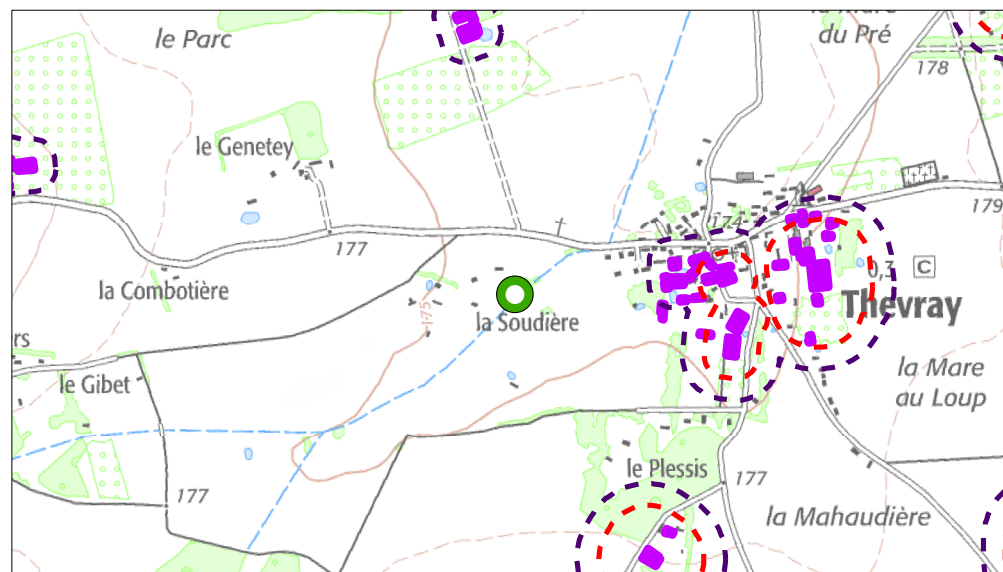 le Parc
du Pré
178
le Genetey
174
179
177
0,3
C
la Combotière
175
la Soudière
Thevray
rs
le Gibet
la Mare
au Loup
le Plessis
177
177
la Mahaudière